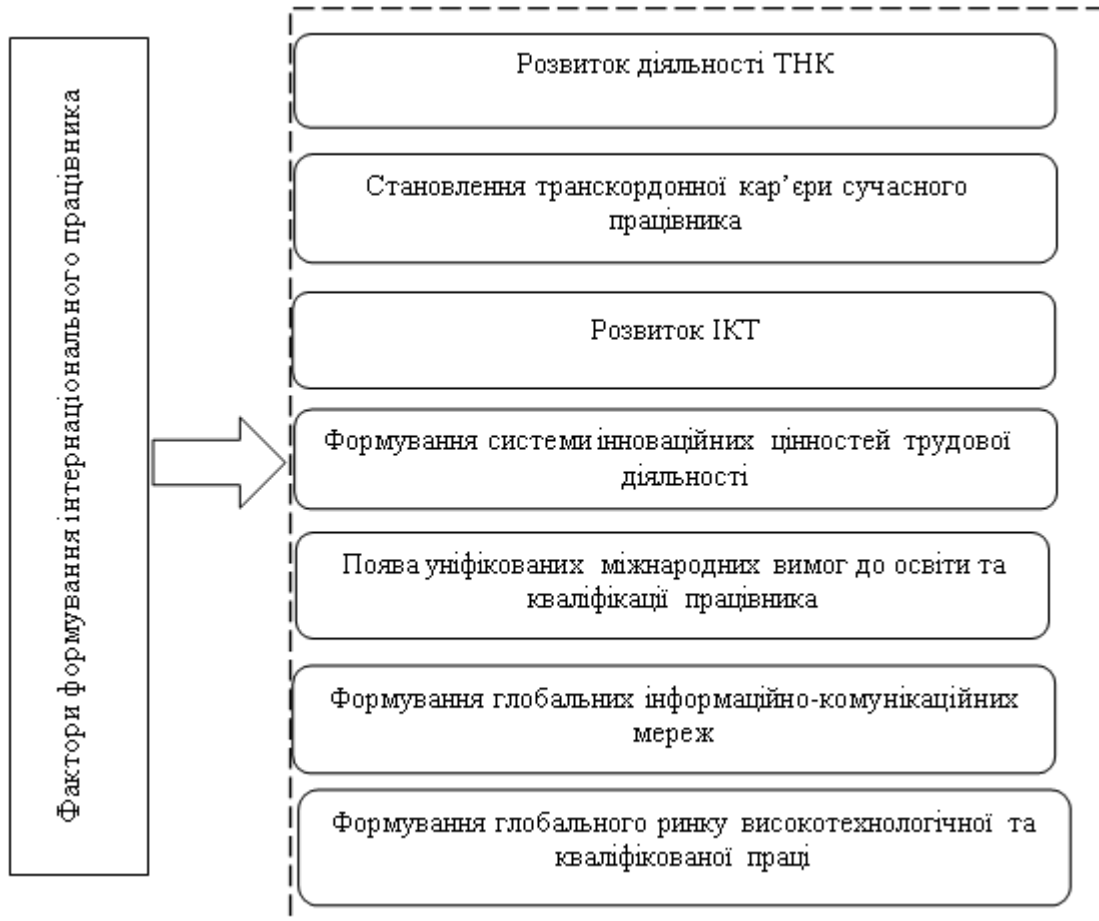 Фактори формування інтернаціонального працівника
Розвиток діяльності ТНК
Становлення транскордонної кар’єри сучасного
працівника
Розвиток ІКТ
Формування системи інноваційних цінностей трудової
діяльності
Поява уніфікованих міжнародних вимог до освіти та
кваліфікації працівника
Формування глобальних інформаційно-комунікаційних
мереж
Формування глобального ринку високотехнологічної та
кваліфікованої праці